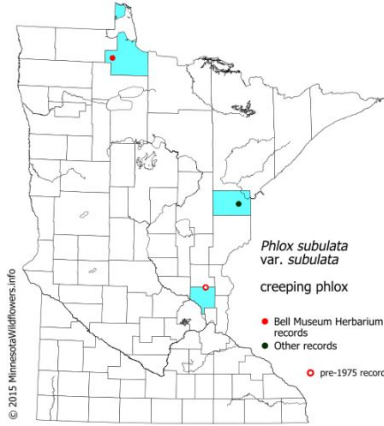 Phlox subulata
var. subulata
creeping phlox
Bell Museum Herbarium
records
Other records
pre-1975 record
© 2015 MinnesotaWildflowers.info